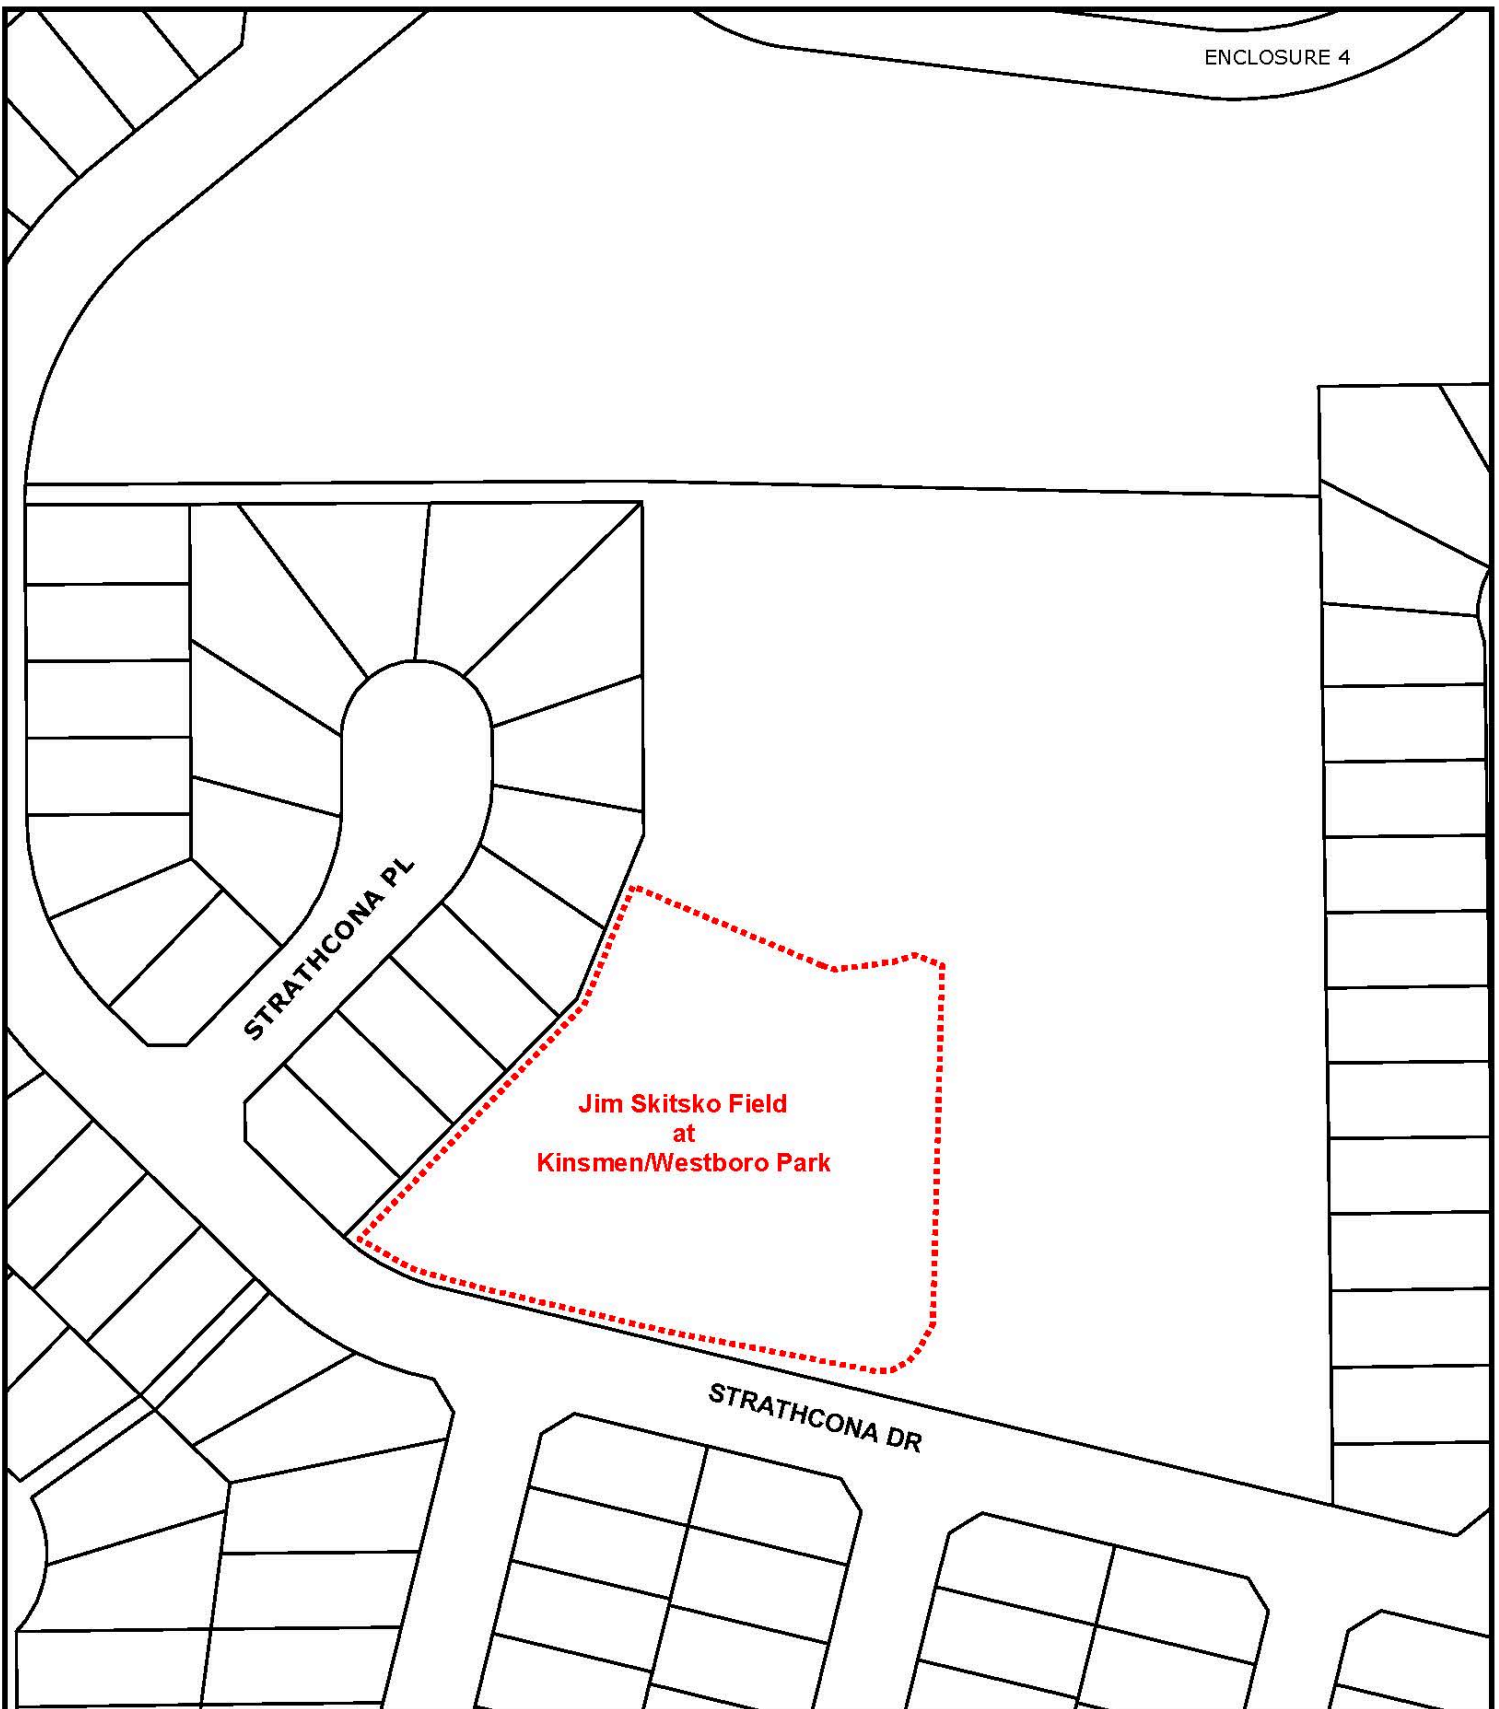 ENCLOSURE 4
STRATHCONA PL
Jim Skitsko Field
at
Kinsmen/Westboro Park
STRATHCONA DR